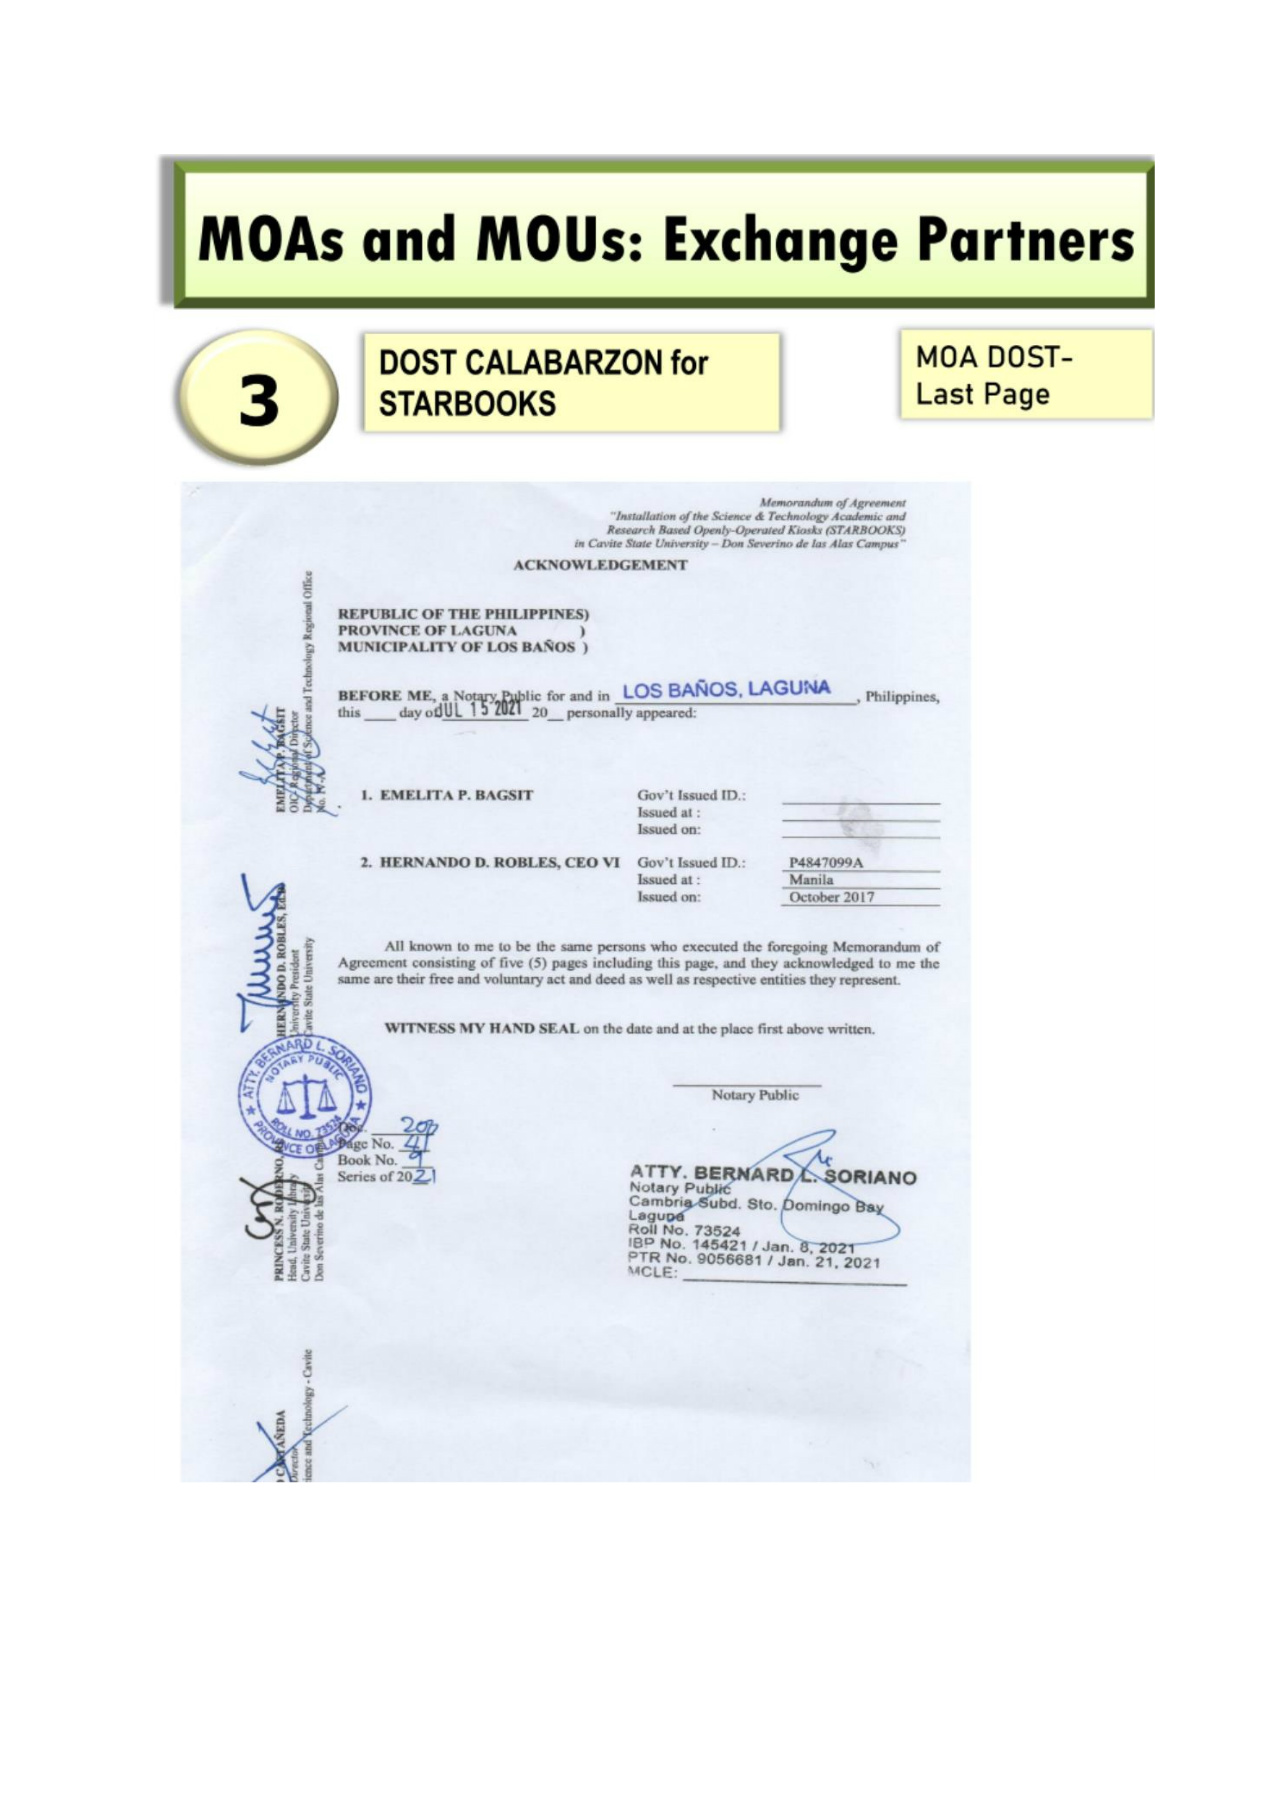 MOAs and MOUs: Exchange Partners
3
DOST CALABARZON for
STARBOOKS
MOA DOST-
Last Page
Memorandum of Agreement
"Installation of the Science & Technology Academic and
Research Based Openly-Operated Kiosks (STARBOOKS)
in Cavite State University – Don Severino de las Alas Campus"
ACKNOWLEDGEMENT
REPUBLIC OF THE PHILIPPINES)
PROVINCE OF LAGUNA )
MUNICIPALITY OF LOS BAÑOS )
BEFORE ME, a Notary Public for and in LOS BAÑOS, LAGUNA, Philippines,
this ____ day of JUL 15 2021 20__ personally appeared:
1. EMELITA P. BAGSIT Gov't Issued ID.:
Issued at :
Issued on:
2. HERNANDO D. ROBLES, CEO VI Gov't Issued ID.: P4847099A
Issued at : Manila
Issued on: October 2017
All known to me to be the same persons who executed the foregoing Memorandum of
Agreement consisting of five (5) pages including this page, and they acknowledged to me the
same are their free and voluntary act and deed as well as respective entities they represent.
WITNESS MY HAND SEAL on the date and at the place first above written.
Notary Public
Page No. 41
Book No. 9
Series of 2021
ATTY. BERNARD L. SORIANO
Notary Public
Cambria Subd. Sto. Domingo Bay
Laguna
Roll No. 73524
IBP No. 145421 / Jan. 8, 2021
PTR No. 9056681 / Jan. 21, 2021
MCLE:
EMELITA P. BAGSIT
OIC, Regional Director
Department of Science and Technology Regional Office
No. IV-A
HERNANDO D. ROBLES, Ed.D.
University President
Cavite State University
ATTY. BERNARD L. SORIANO
NOTARY PUBLIC
ROLL NO. 73524
PROVINCE OF LAGUNA
PRINCESS N.
Head, University Library
Cavite State University
Don Severino de las Alas
CASTAÑEDA
Director
and Technology - Cavite